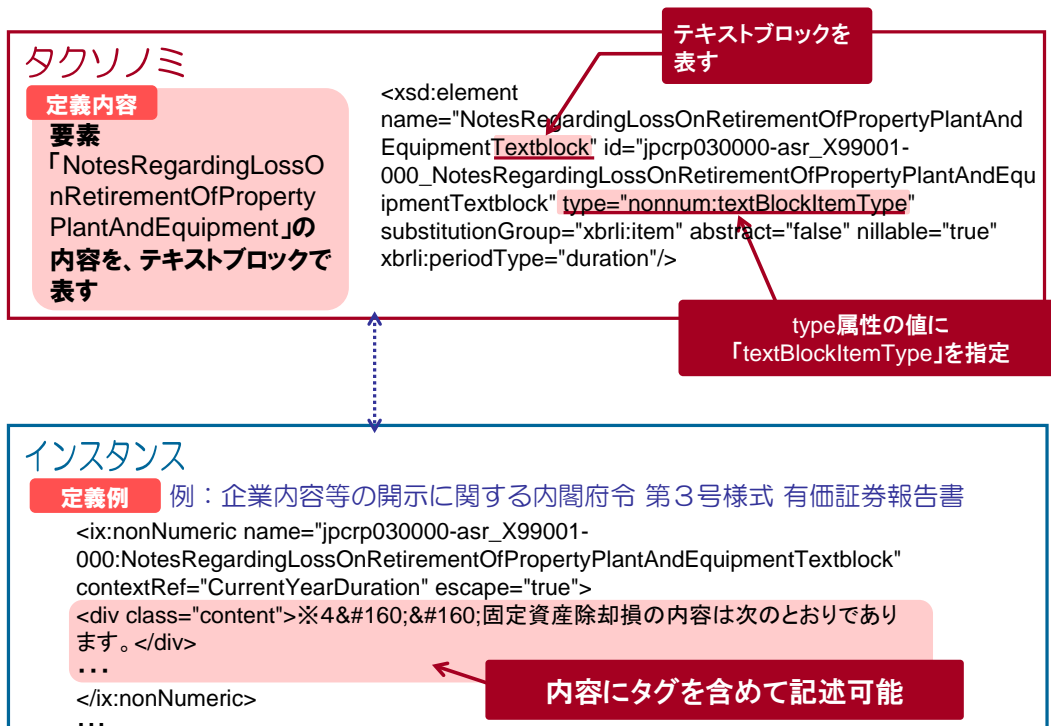 テキストブロックを
表す
タクソノミ
定義内容
要素
「NotesRegardingLossO
nRetirementOfProperty
PlantAndEquipment」の
内容を、テキストブロックで
表す
<xsd:element
name="NotesRegardingLossOnRetirementOfPropertyPlantAnd
EquipmentTextblock" id="jpcrp030000-asr_X99001-
000_NotesRegardingLossOnRetirementOfPropertyPlantAndEqu
ipmentTextblock" type="nonnum:textBlockItemType"
substitutionGroup="xbrli:item" abstract="false" nillable="true"
xbrli:periodType="duration"/>
type属性の値に
「textBlockItemType」を指定
インスタンス
定義例
例：企業内容等の開示に関する内閣府令 第３号様式 有価証券報告書
<ix:nonNumeric name="jpcrp030000-asr_X99001-
000:NotesRegardingLossOnRetirementOfPropertyPlantAndEquipmentTextblock"
contextRef="CurrentYearDuration" escape="true">
<div class="content">※4&#160;&#160;固定資産除却損の内容は次のとおりであり
ます。</div>
・・・
</ix:nonNumeric>
・・・
内容にタグを含めて記述可能